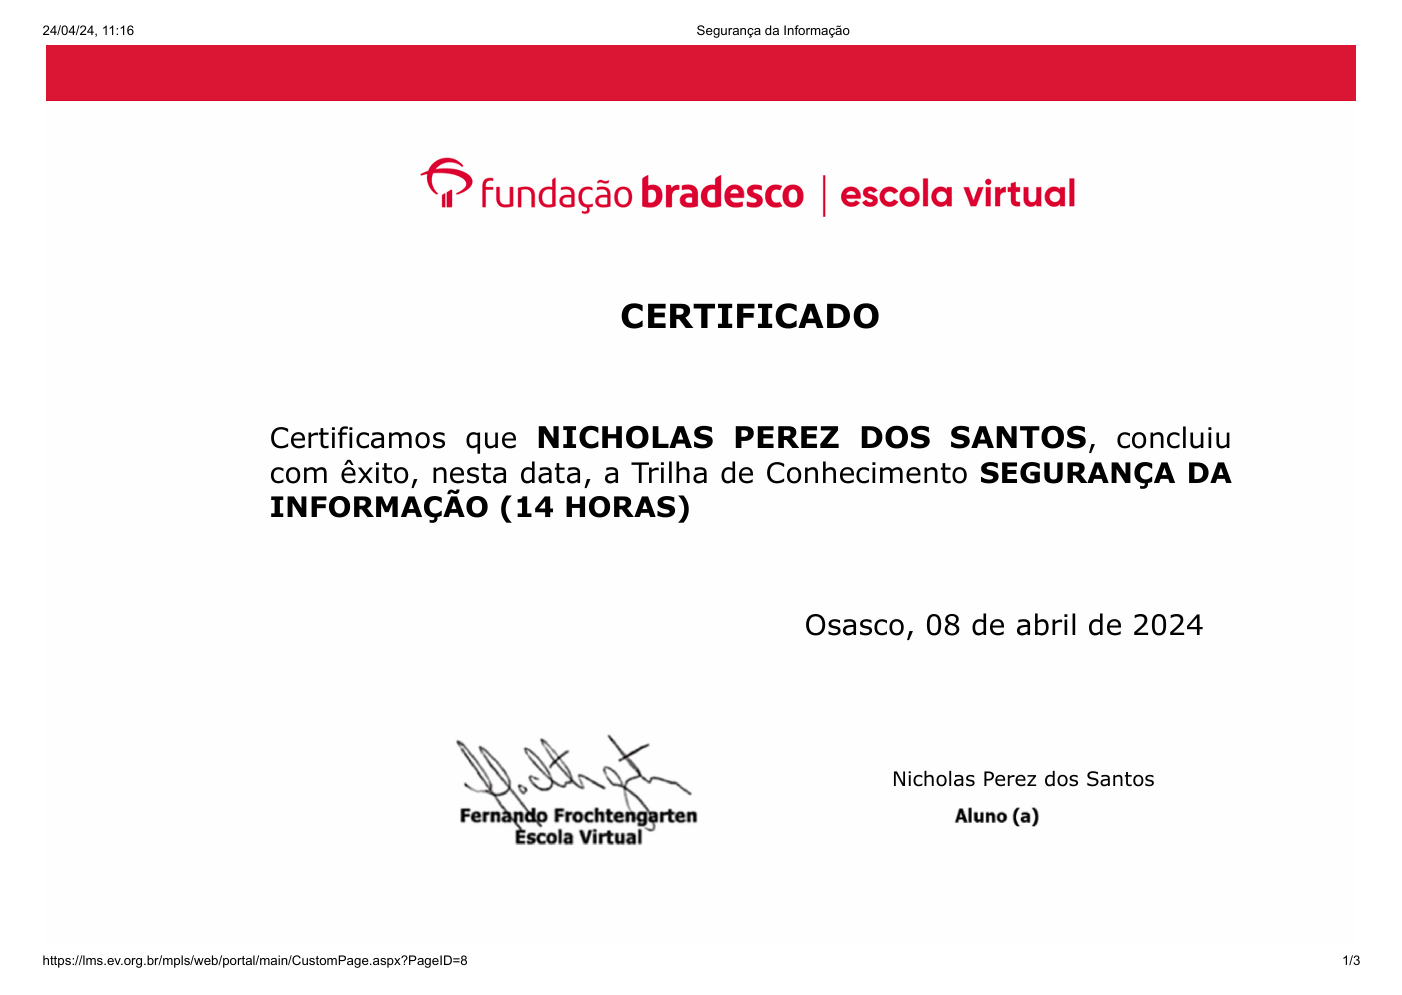 24/04/24, 11:16
Segurança da Informação
fundação bradesco | escola virtual
CERTIFICADO
Certificamos que NICHOLAS PEREZ DOS SANTOS, concluiu
com êxito, nesta data, a Trilha de Conhecimento SEGURANÇA DA
INFORMAÇÃO (14 HORAS)
Osasco, 08 de abril de 2024
Fernando Frochtengarten
Escola Virtual
Nicholas Perez dos Santos
Aluno (a)
https://lms.ev.org.br/mpls/web/portal/main/CustomPage.aspx?PageID=8
1/3